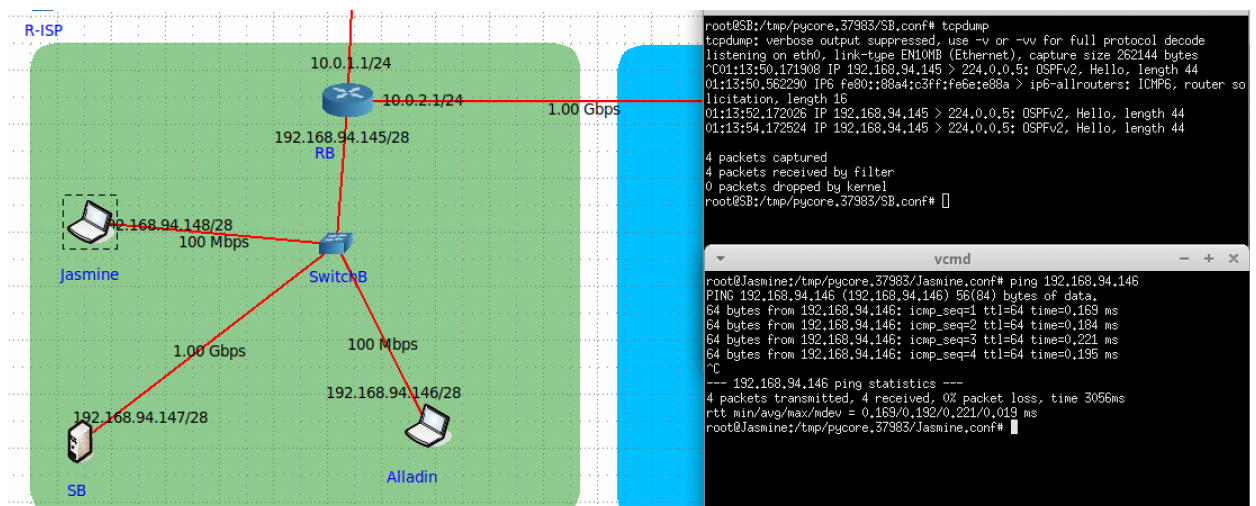 R-ISP
10.0.1.1/24
10.0.2.1/24
1.00 Gbps
192.168.94.145/28
RB
92.168.94.148/28
100 Mbps
Jasmine
SwitchB
1.00 Gbps
100 Mbps
192.168.94.146/28
192.168.94.147/28
Alladin
SB
root@SB:/tmp/pycore.37983/SB.conf# tcpdump
tcpdump: verbose output suppressed, use -v or -vv for full protocol decode
listening on eth0, link-type EN10MB (Ethernet), capture size 262144 bytes
^C01:13:50.171908 IP 192.168.94.145 > 224.0.0.5: OSPFv2, Hello, length 44
01:13:50.562290 IP6 fe80::88a4:c3ff:fe6e:e88a > ip6-allrouters: ICMP6, router so
licitation, length 16
01:13:52.172026 IP 192.168.94.145 > 224.0.0.5: OSPFv2, Hello, length 44
01:13:54.172524 IP 192.168.94.145 > 224.0.0.5: OSPFv2, Hello, length 44
4 packets captured
4 packets received by filter
0 packets dropped by kernel
root@SB:/tmp/pycore.37983/SB.conf#
vcmd
root@Jasmine:/tmp/pycore.37983/Jasmine.conf# ping 192.168.94.146
PING 192.168.94.146 (192.168.94.146) 56(84) bytes of data.
64 bytes from 192.168.94.146: icmp_seq=1 ttl=64 time=0.169 ms
64 bytes from 192.168.94.146: icmp_seq=2 ttl=64 time=0.184 ms
64 bytes from 192.168.94.146: icmp_seq=3 ttl=64 time=0.221 ms
64 bytes from 192.168.94.146: icmp_seq=4 ttl=64 time=0.195 ms
^C
--- 192.168.94.146 ping statistics ---
4 packets transmitted, 4 received, 0% packet loss, time 3056ms
rtt min/avg/max/mdev = 0.169/0.192/0.221/0.019 ms
root@Jasmine:/tmp/pycore.37983/Jasmine.conf#